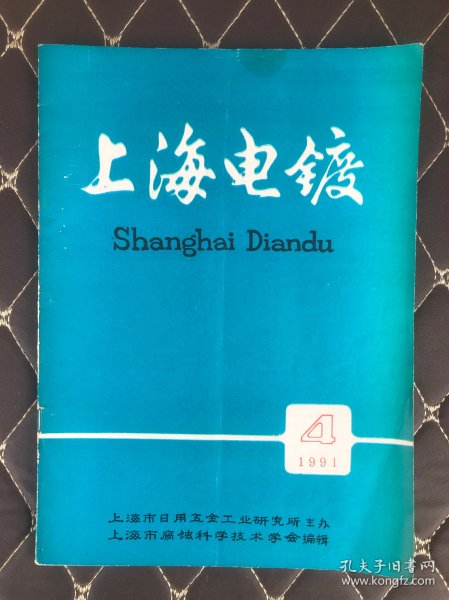 上海电镀
Shanghai Diandu
4
1991
上海市日用五金工业研究所 主办
上海市腐蚀科学技术学会 编辑
孔夫子旧书网
www.kongfz.com